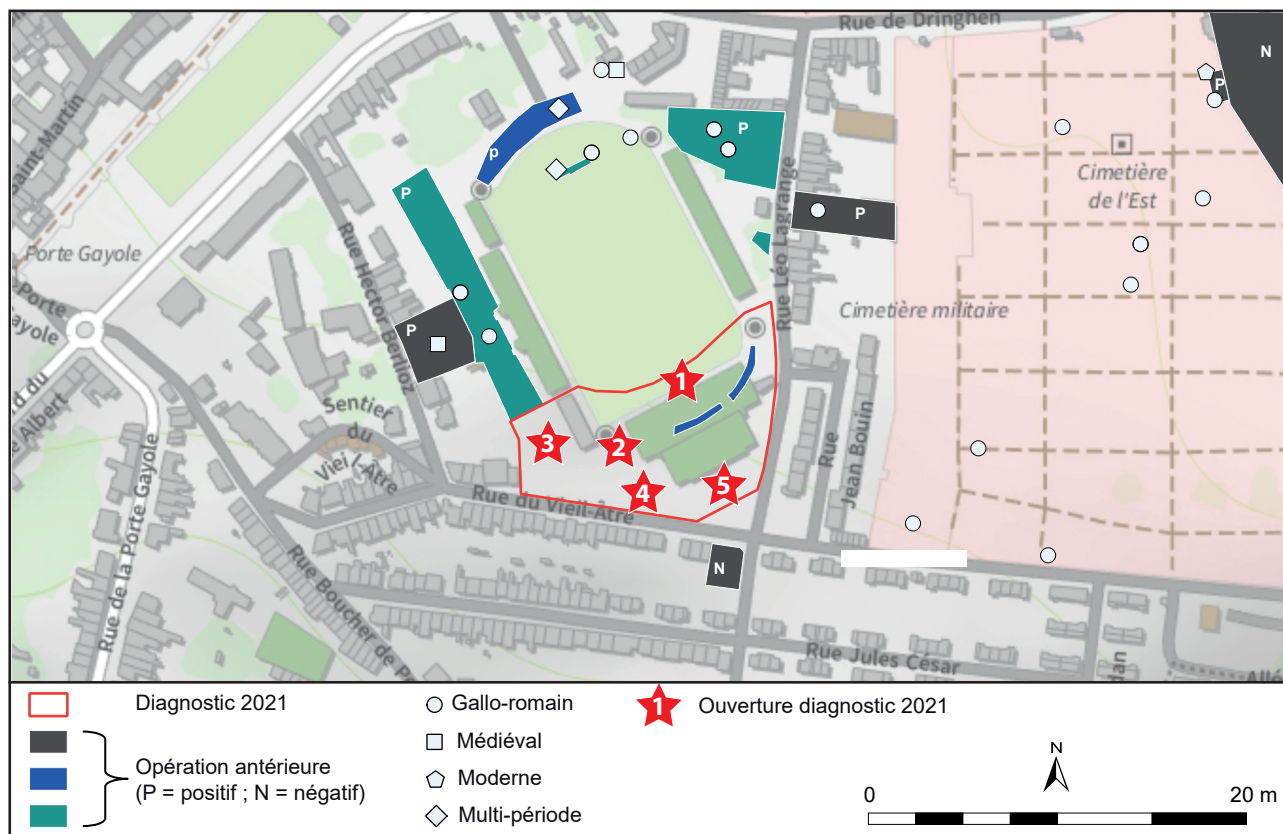 Rue de Dringhen
N
P
Saint-Martin
P
p
P
Cimetière
de l'Est
P
Porte Gayole
Rue Hector Berlioz
Rue Léo Lagrange
Cimetière militaire
Porte
Gayole
P
1
Albert
Sentier
du
Vieil-Âtre
3
2
4
5
Rue
Jean Bouin
Rue du Vieil-Âtre
Rue de la Porte Gayole
N
Rue Boucher de Pe
Rue Jules César
dan
Diagnostic 2021
Gallo-romain
1
Ouverture diagnostic 2021
Médiéval
Opération antérieure
(P = positif ; N = négatif)
Moderne
Multi-période
N
0
20 m